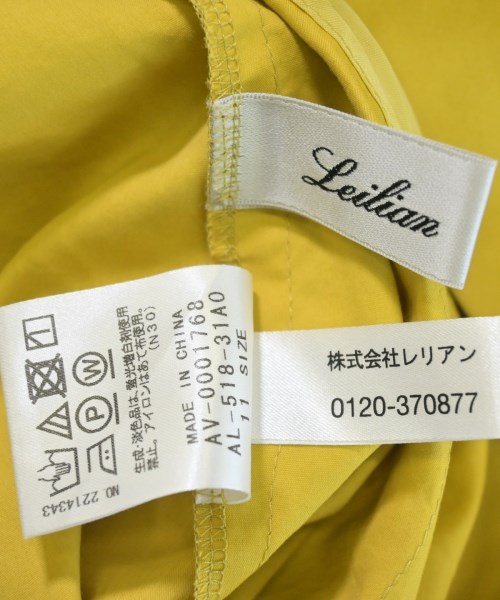 Leilian
株式会社レリアン
0120-370877
P W
生成・淡色品は、蛍光増白剤使用
禁止。アイロンはあて布使用。
(N30)
MADE IN CHINA
AV-0001768
AL-518-31A0
11 SIZE
NO 2214343